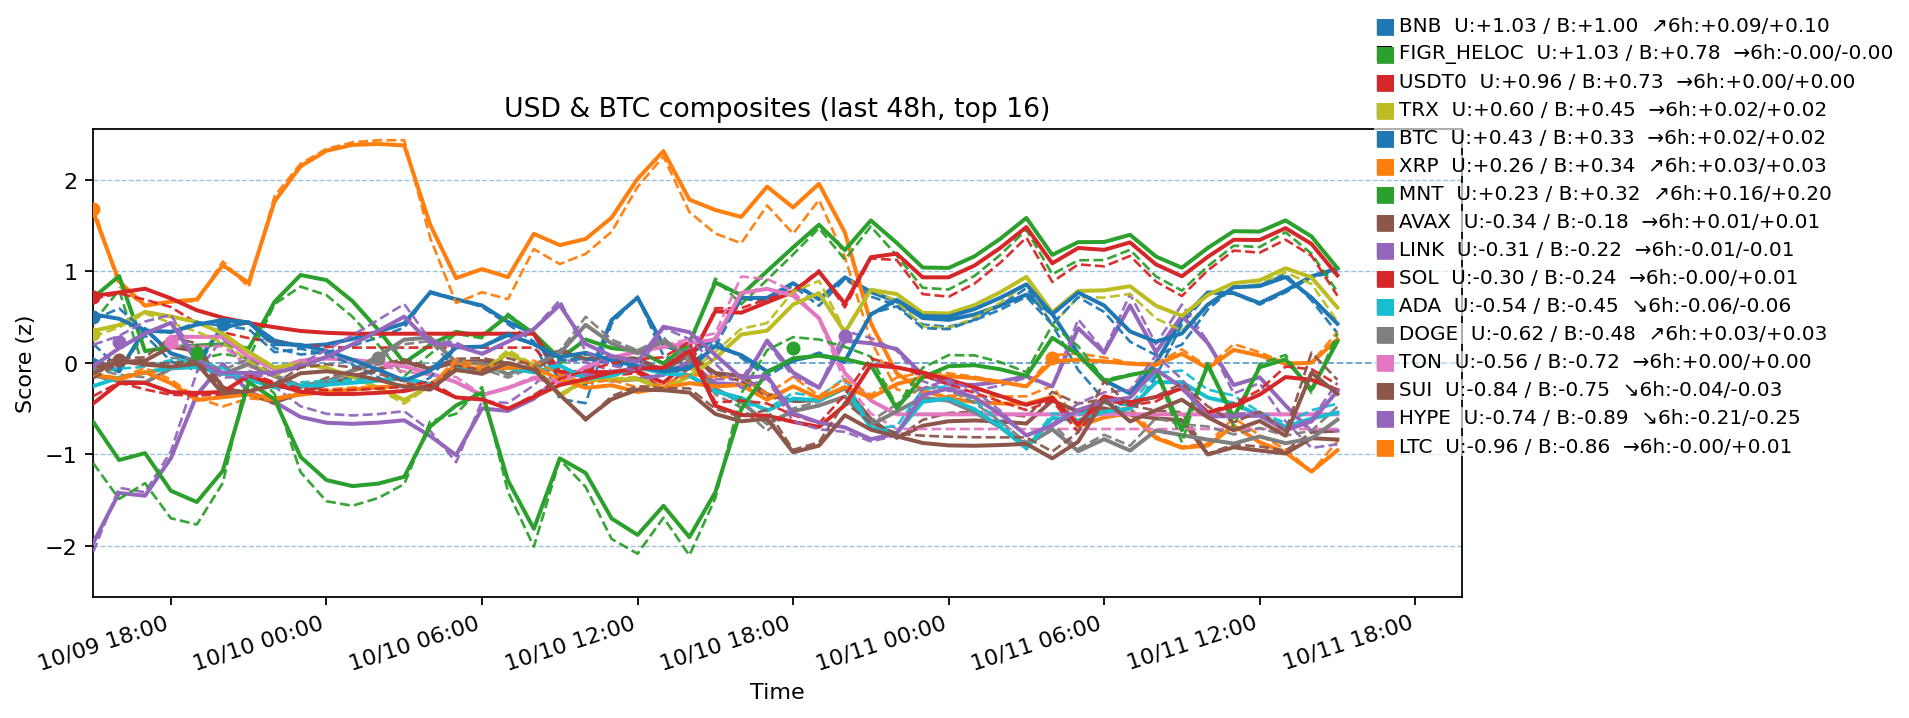 BNB  U:+1.03 / B:+1.00  ↗6h:+0.09/+0.10
FIGR_HELOC  U:+1.03 / B:+0.78  →6h:-0.00/-0.00
USDT0  U:+0.96 / B:+0.73  →6h:+0.00/+0.00
TRX  U:+0.60 / B:+0.45  →6h:+0.02/+0.02
BTC  U:+0.43 / B:+0.33  →6h:+0.02/+0.02
XRP  U:+0.26 / B:+0.34  ↗6h:+0.03/+0.03
MNT  U:+0.23 / B:+0.32  ↗6h:+0.16/+0.20
AVAX  U:-0.34 / B:-0.18  →6h:+0.01/+0.01
LINK  U:-0.31 / B:-0.22  →6h:-0.01/-0.01
SOL  U:-0.30 / B:-0.24  →6h:-0.00/+0.01
ADA  U:-0.54 / B:-0.45  ↘6h:-0.06/-0.06
DOGE  U:-0.62 / B:-0.48  ↗6h:+0.03/+0.03
TON  U:-0.56 / B:-0.72  →6h:+0.00/+0.00
SUI  U:-0.84 / B:-0.75  ↘6h:-0.04/-0.03
HYPE  U:-0.74 / B:-0.89  ↘6h:-0.21/-0.25
LTC  U:-0.96 / B:-0.86  →6h:-0.00/+0.01
USD & BTC composites (last 48h, top 16)
Score (z)
2
1
0
−1
−2
10/09 18:00
10/10 00:00
10/10 06:00
10/10 12:00
10/10 18:00
10/11 00:00
10/11 06:00
10/11 12:00
10/11 18:00
Time